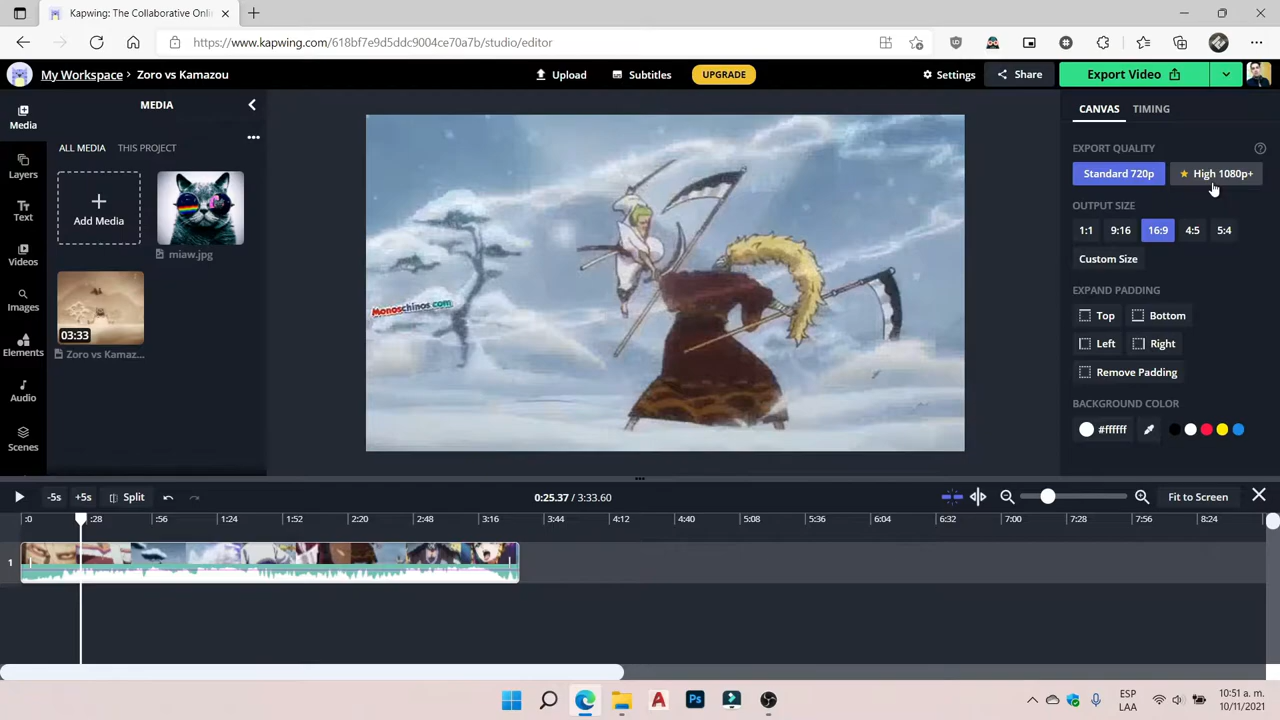 Kapwing: The Collaborative Onli
https://www.kapwing.com/618bf7e9d5ddc9004ce70a7b/studio/editor
My Workspace > Zoro vs Kamazou
Upload
Subtitles
UPGRADE
Settings
Share
Export Video
Media
Layers
Text
Videos
Images
Elements
Audio
Scenes
MEDIA
ALL MEDIA THIS PROJECT
Add Media
miaw.jpg
03:33
Zoro vs Kamaz...
Monoschinos.com
CANVAS TIMING
EXPORT QUALITY
Standard 720p High 1080p+
OUTPUT SIZE
1:1 9:16 16:9 4:5 5:4
Custom Size
EXPAND PADDING
Top Bottom
Left Right
Remove Padding
BACKGROUND COLOR
#ffffff
-5s +5s Split 0:25.37 / 3:33.60 Fit to Screen
:0 :28 :56 1:24 1:52 2:20 2:48 3:16 3:44 4:12 4:40 5:08 5:36 6:04 6:32 7:00 7:28 7:56 8:24
1
A Ps
ESP
LAA
10:51 a. m.
10/11/2021